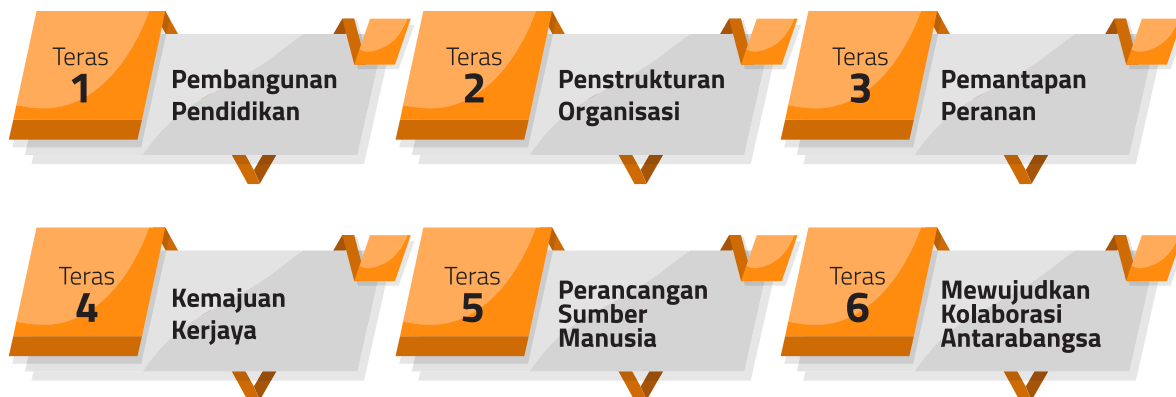 Teras
1
Pembangunan
Pendidikan
Teras
2
Penstrukturan
Organisasi
Teras
3
Pemantapan
Peranan
Teras
4
Kemajuan
Kerjaya
Teras
5
Perancangan
Sumber
Manusia
Teras
6
Mewujudkan
Kolaborasi
Antarabangsa